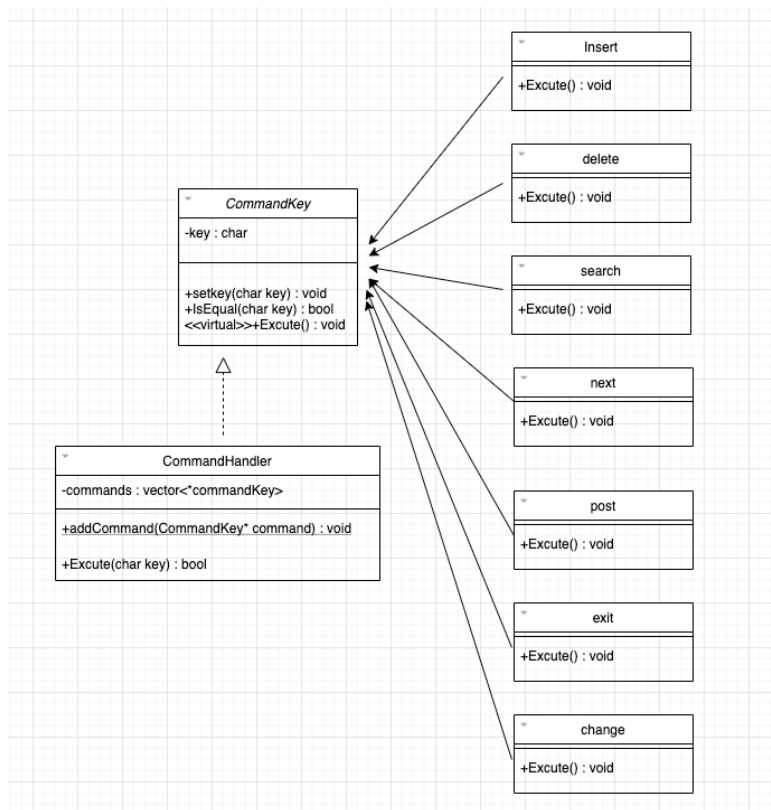 CommandKey
-key : char
+setkey(char key) : void
+IsEqual(char key) : bool
<<virtual>>+Excute() : void
CommandHandler
-commands : vector<*commandKey>
+addCommand(CommandKey* command) : void
+Excute(char key) : bool
Insert
+Excute() : void
delete
+Excute() : void
search
+Excute() : void
next
+Excute() : void
post
+Excute() : void
exit
+Excute() : void
change
+Excute() : void